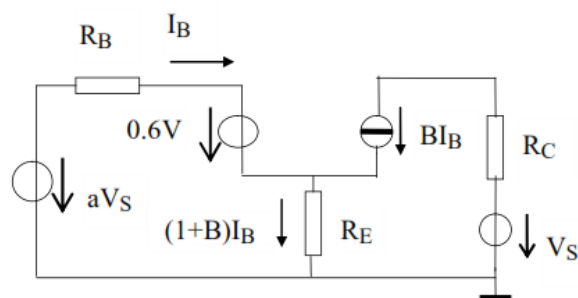 R_B
I_B
0.6V
BI_B
R_C
aV_S
(1+B)I_B
R_E
V_S